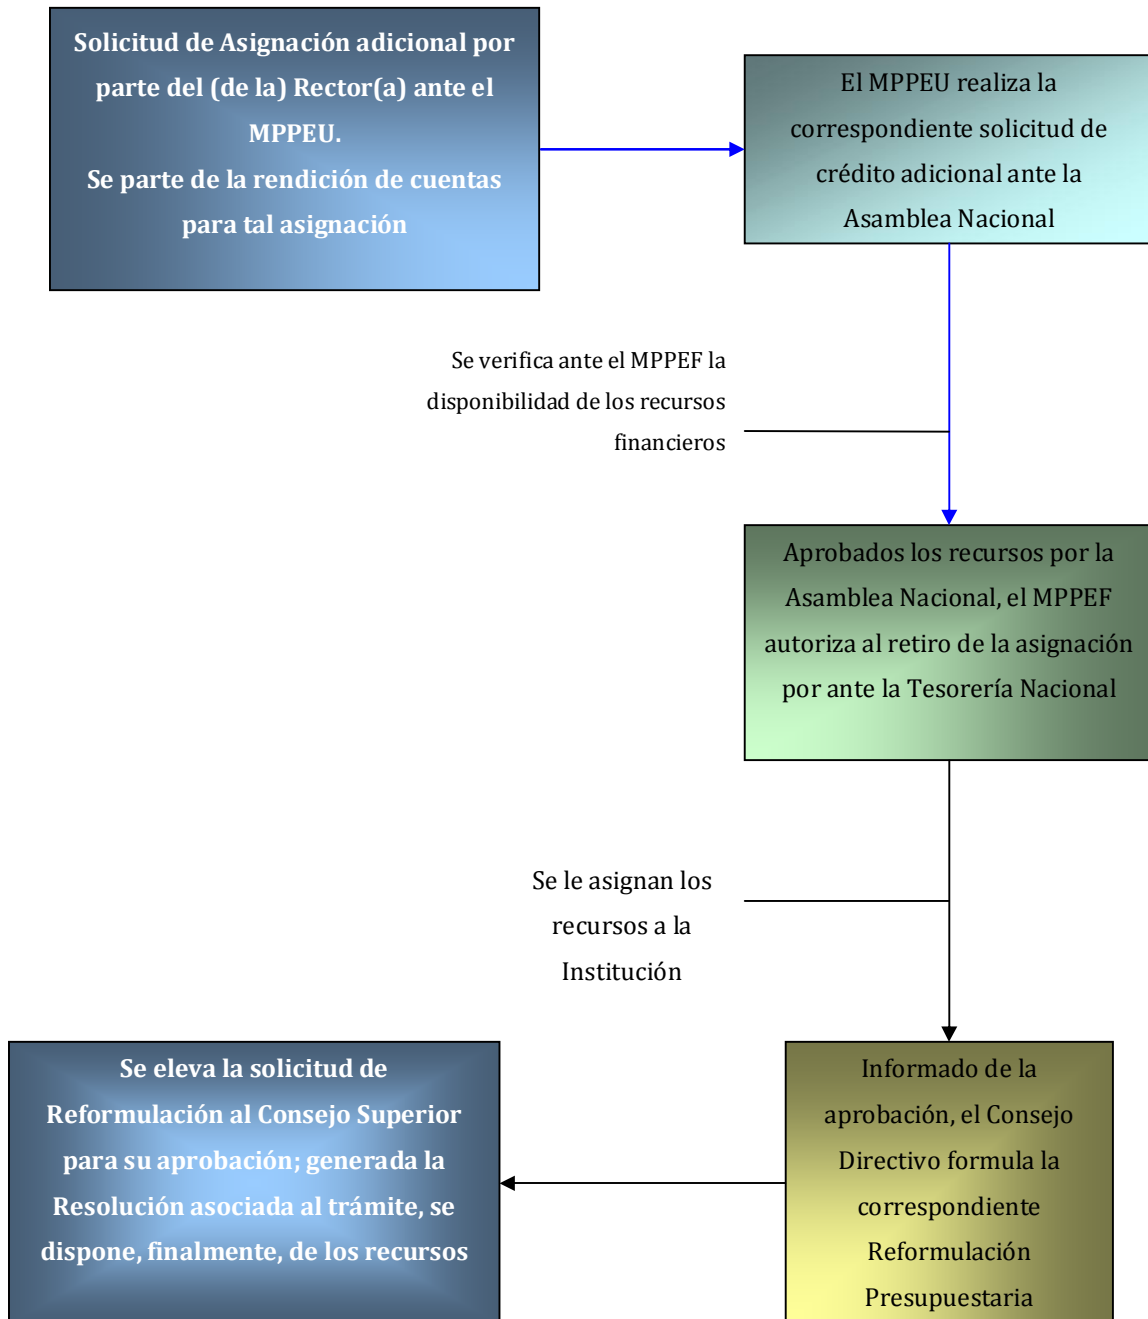 Solicitud de Asignación adicional por
parte del (de la) Rector(a) ante el
MPPEU.
Se parte de la rendición de cuentas
para tal asignación
El MPPEU realiza la
correspondiente solicitud de
crédito adicional ante la
Asamblea Nacional
Se verifica ante el MPPEF la
disponibilidad de los recursos
financieros
Aprobados los recursos por la
Asamblea Nacional, el MPPEF
autoriza al retiro de la asignación
por ante la Tesorería Nacional
Se le asignan los
recursos a la
Institución
Informado de la
aprobación, el Consejo
Directivo formula la
correspondiente
Reformulación
Presupuestaria
Se eleva la solicitud de
Reformulación al Consejo Superior
para su aprobación; generada la
Resolución asociada al trámite, se
dispone, finalmente, de los recursos